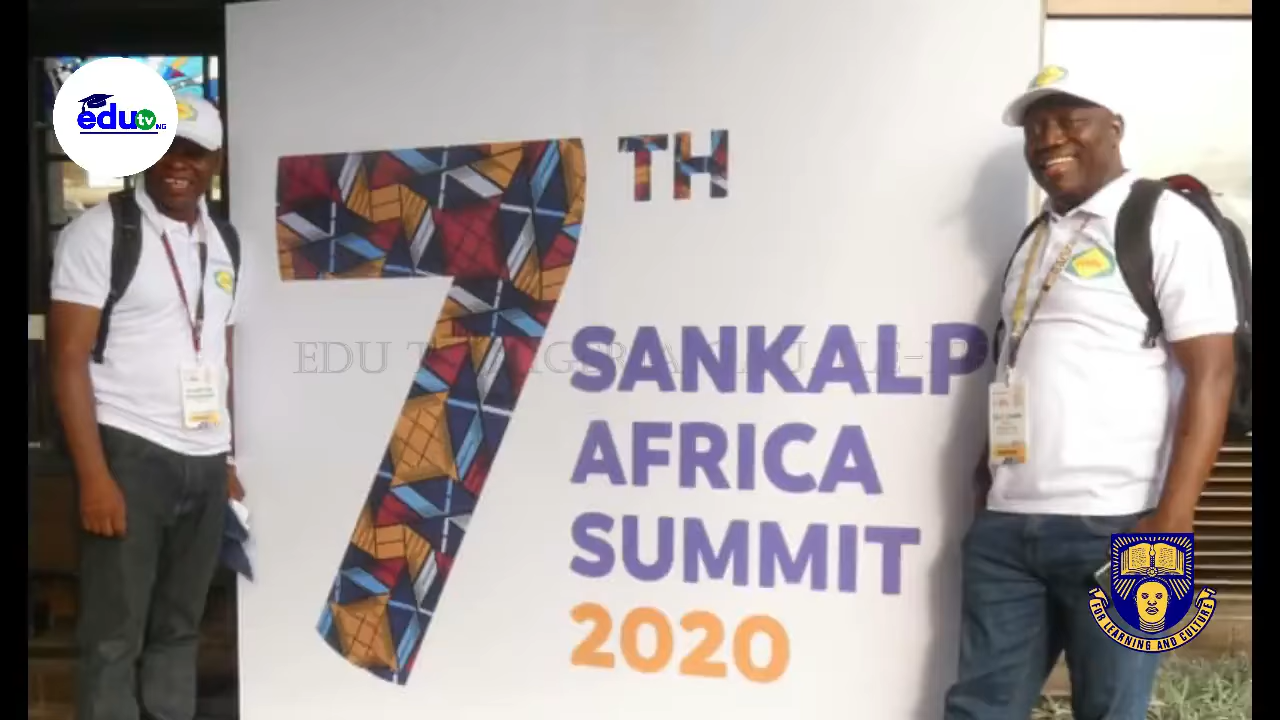 edu
tv
NG
7TH
SANKALP
AFRICA
SUMMIT
2020
FOR LEARNING AND CULTURE